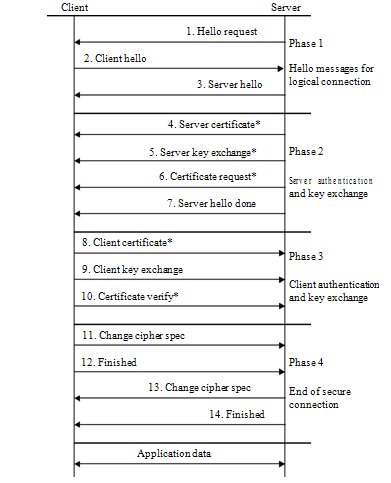 Client Server
1. Hello request
Phase 1
2. Client hello
Hello messages for
logical connection
3. Server hello
4. Server certificate*
5. Server key exchange*
Phase 2
6. Certificate request*
Server authentication
and key exchange
7. Server hello done
8. Client certificate*
Phase 3
9. Client key exchange
Client authentication
and key exchange
10. Certificate verify*
11. Change cipher spec
12. Finished
Phase 4
13. Change cipher spec
End of secure
connection
14. Finished
Application data